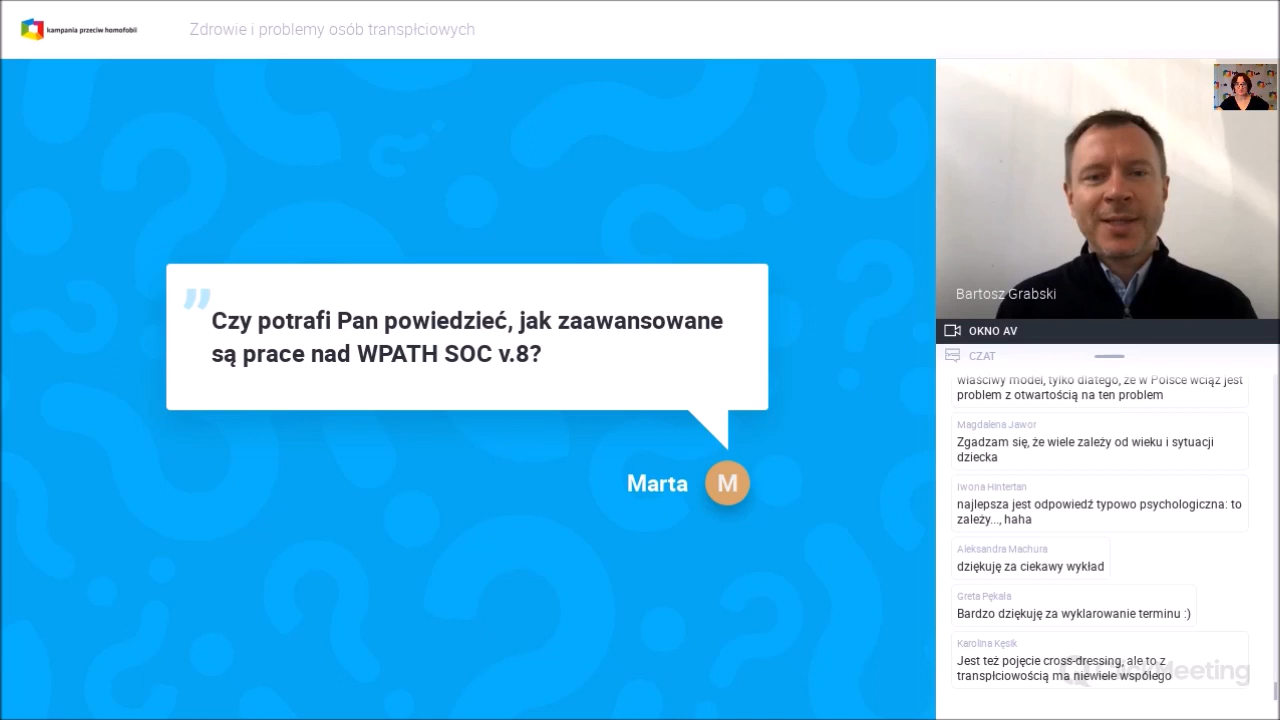 kampania przeciw homofobii
Zdrowie i problemy osób transpłciowych
Czy potrafi Pan powiedzieć, jak zaawansowane
są prace nad WPATH SOC v.8?
Marta
M
Bartosz Grabski
OKNO AV
CZAT
właściwy model, tylko dlatego, że w Polsce wciąż jest
problem z otwartością na ten problem
Magdalena Jawor
Zgadzam się, że wiele zależy od wieku i sytuacji
dziecka
Iwona Hintertan
najlepsza jest odpowiedź typowo psychologiczna: to
zależy..., haha
Aleksandra Machura
dziękuję za ciekawy wykład
Greta Pękala
Bardzo dziękuję za wyklarowanie terminu :)
Karolina Kęsik
Jest też pojęcie cross-dressing, ale to z
transpłciowością ma niewiele wspólego
ClickMeeting